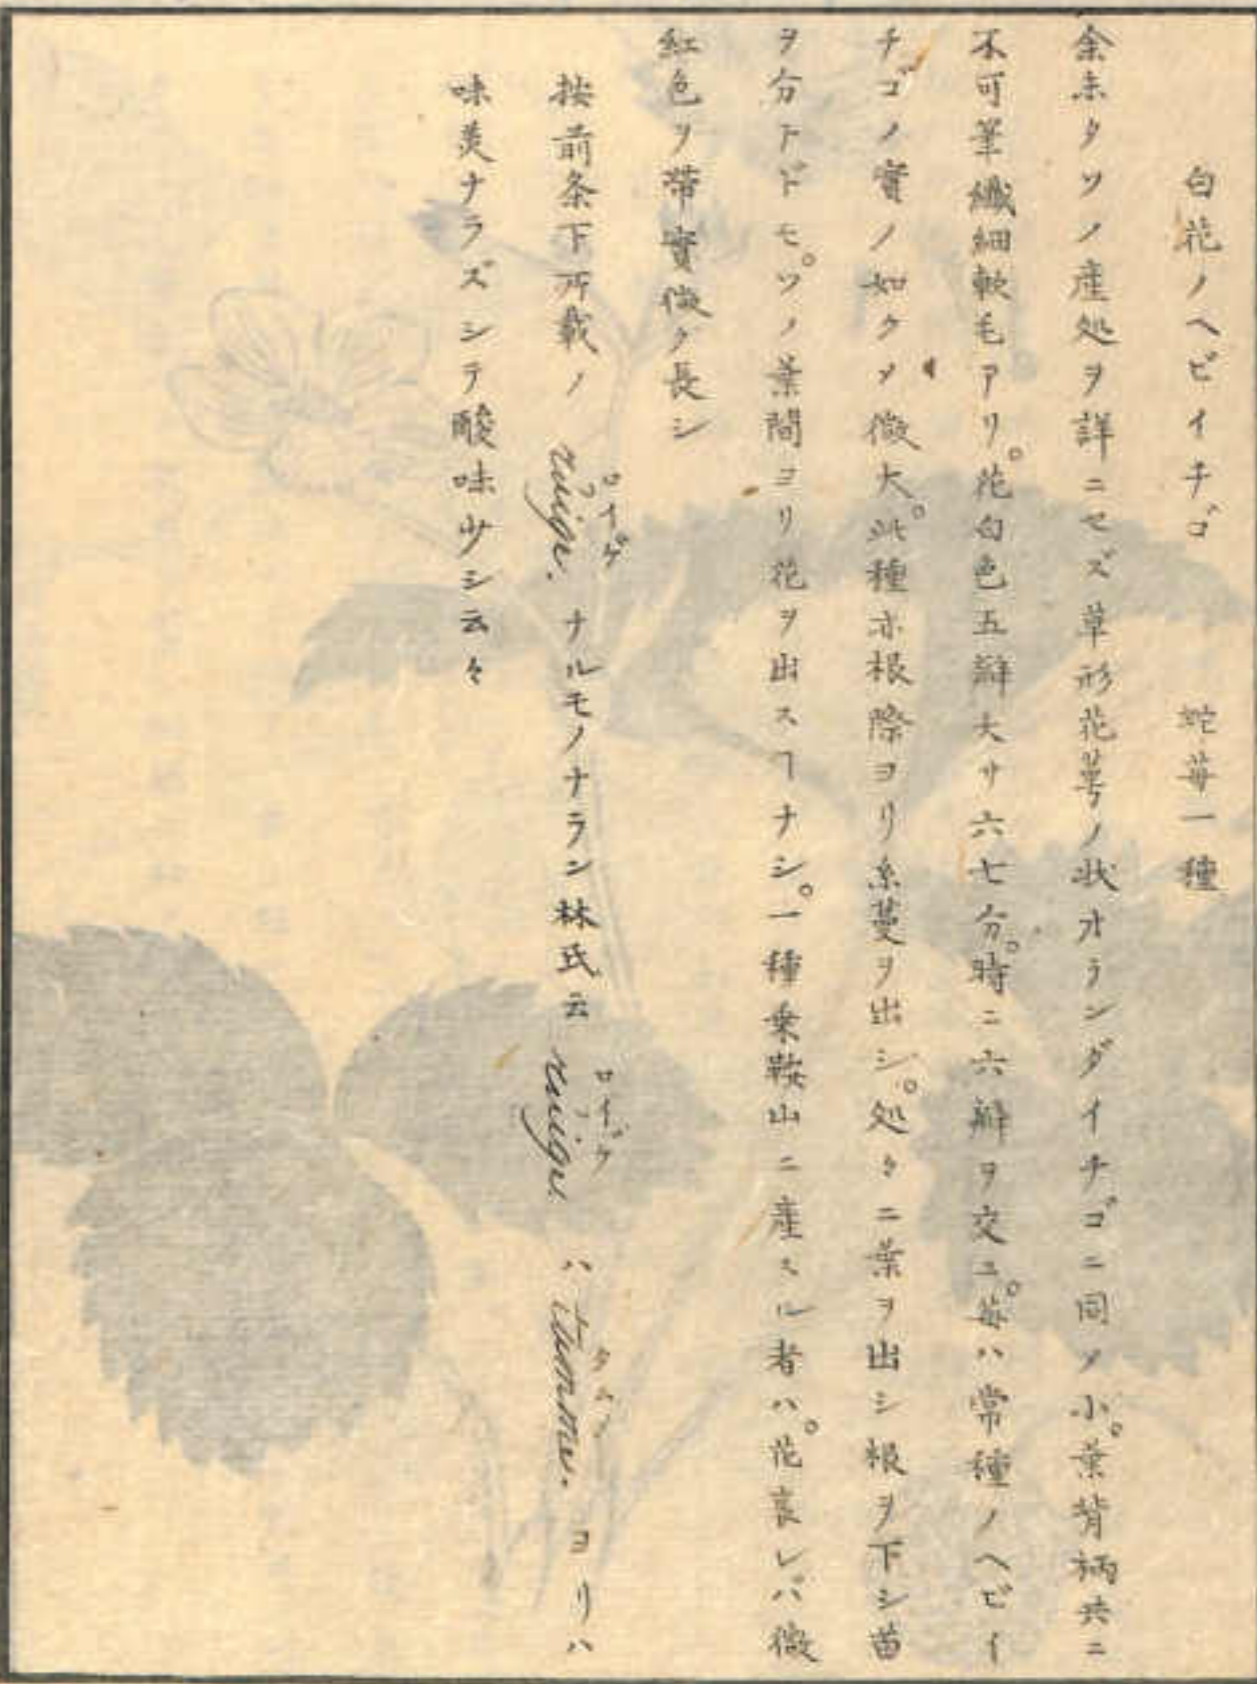 白花ノヘビイチゴ　蛇苺一種
余未タソノ産処ヲ詳ニセズ草形花萼ノ状オランダイチゴニ同ノ小。葉背柄共ニ
不可筆纖細軟毛アリ。花白色五瓣大サ六七分。時ニ六瓣ヲ交ユ。苺ハ常種ノヘビイ
チゴノ實ノ如クメ微大。此種亦根際ヨリ糸蔓ヲ出シ。処々ニ葉ヲ出シ根ヲ下シ苗
ヲ分ドモ。ソノ葉間ヨリ花ヲ出スヿナシ。一種乗鞍山ニ産スル者ハ。花衰レバ微
紅色ヲ帶實微ク長シ
按前条下所載ノ ruige. ロイゲ ナルモノナラン林氏云 ruige. ロイゲ ハ tamme. タムメ ヨリハ
味美ナラズシテ酸味少シ云々